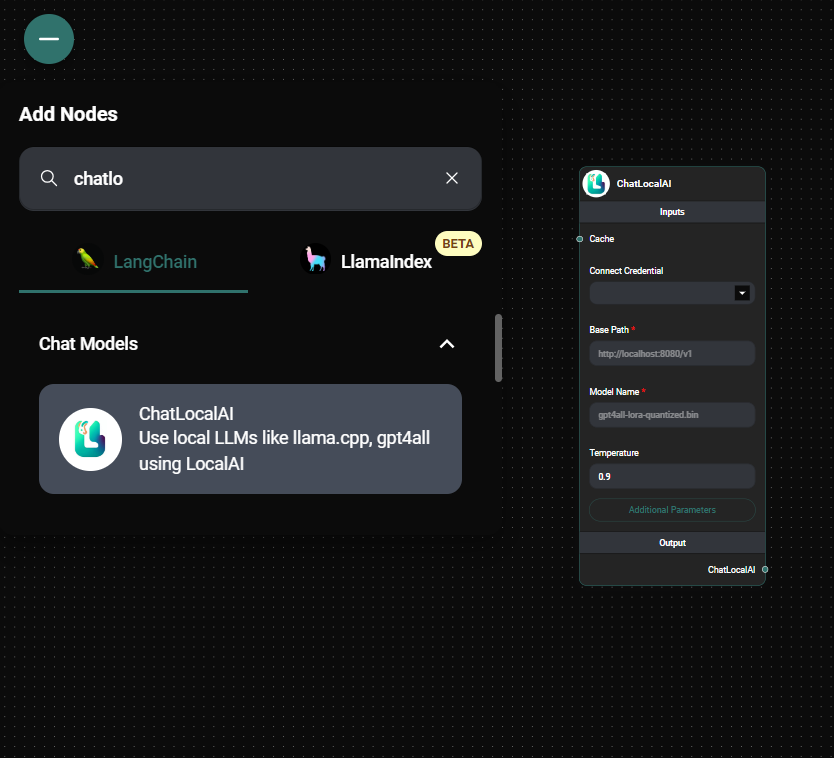 Add Nodes
chatlo
LangChain
LlamaIndex
BETA
Chat Models
ChatLocalAI
Use local LLMs like llama.cpp, gpt4all
using LocalAI
ChatLocalAI
Inputs
Cache
Connect Credential
Base Path *
http://localhost:8080/v1
Model Name *
gpt4all-lora-quantized.bin
Temperature
0.9
Additional Parameters
Output
ChatLocalAI